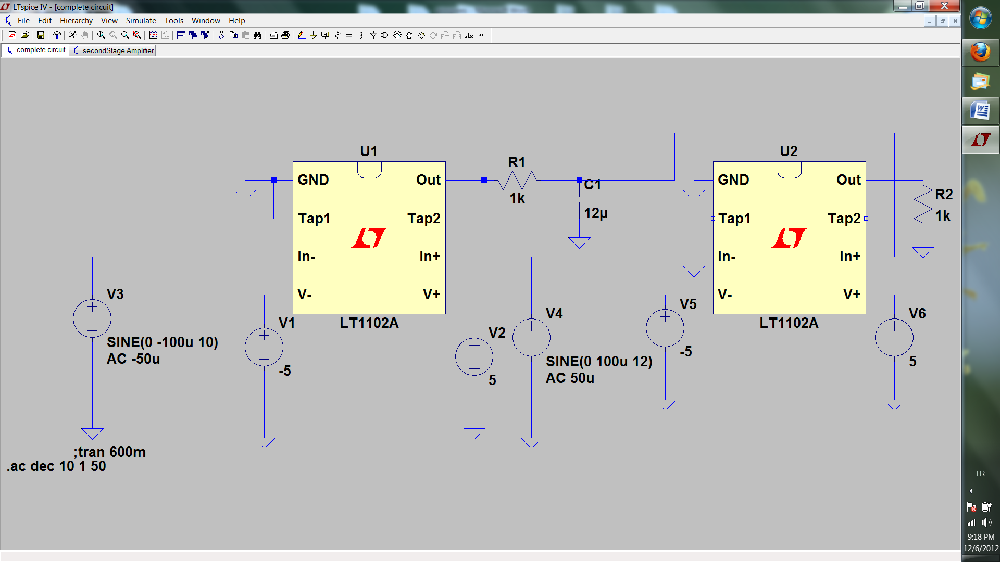 LTspice IV - [complete circuit]
File Edit Hierarchy View Simulate Tools Window Help
Aa .op
complete circuit
secondStage Amplifier
U1
GND Out
Tap1 Tap2
In- In+
V- V+
LT1102A
R1
1k
C1
12µ
U2
GND Out
Tap1 Tap2
In- In+
V- V+
LT1102A
R2
1k
V3
SINE(0 -100u 10)
AC -50u
V1
-5
V2
5
V4
SINE(0 100u 12)
AC 50u
V5
-5
V6
5
;tran 600m
.ac dec 10 1 50
TR
9:18 PM
12/6/2012